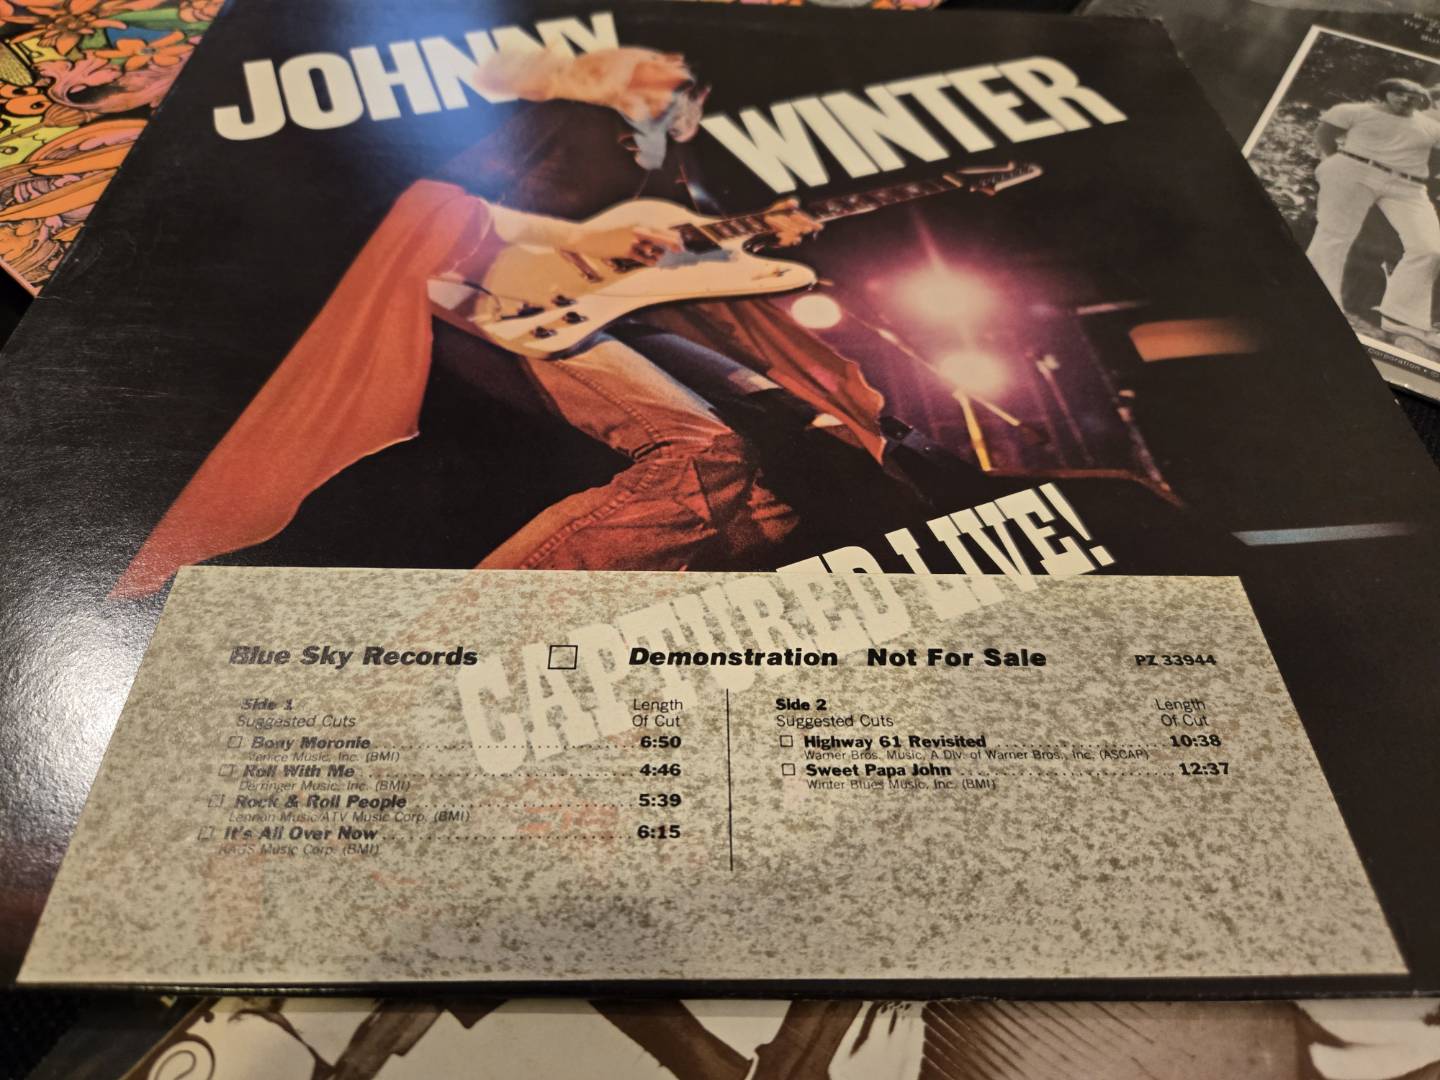 JOHNNY WINTER
CAPTURED LIVE!
Blue Sky Records Demonstration Not For Sale PZ 33944
Side 1 Length
Suggested Cuts Of Cut
Bony Moronie 6:50
Venice Music, Inc. (BMI)
Roll With Me 4:46
Derringer Music, Inc. (BMI)
Rock & Roll People 5:39
Lennon Music/ATV Music Corp. (BMI)
It's All Over Now 6:15
KAGS Music Corp. (BMI)
Side 2 Length
Suggested Cuts Of Cut
Highway 61 Revisited 10:38
Warner Bros. Music, A Div. of Warner Bros., Inc. (ASCAP)
Sweet Papa John 12:37
Winter Blues Music, Inc. (BMI)
Corporation